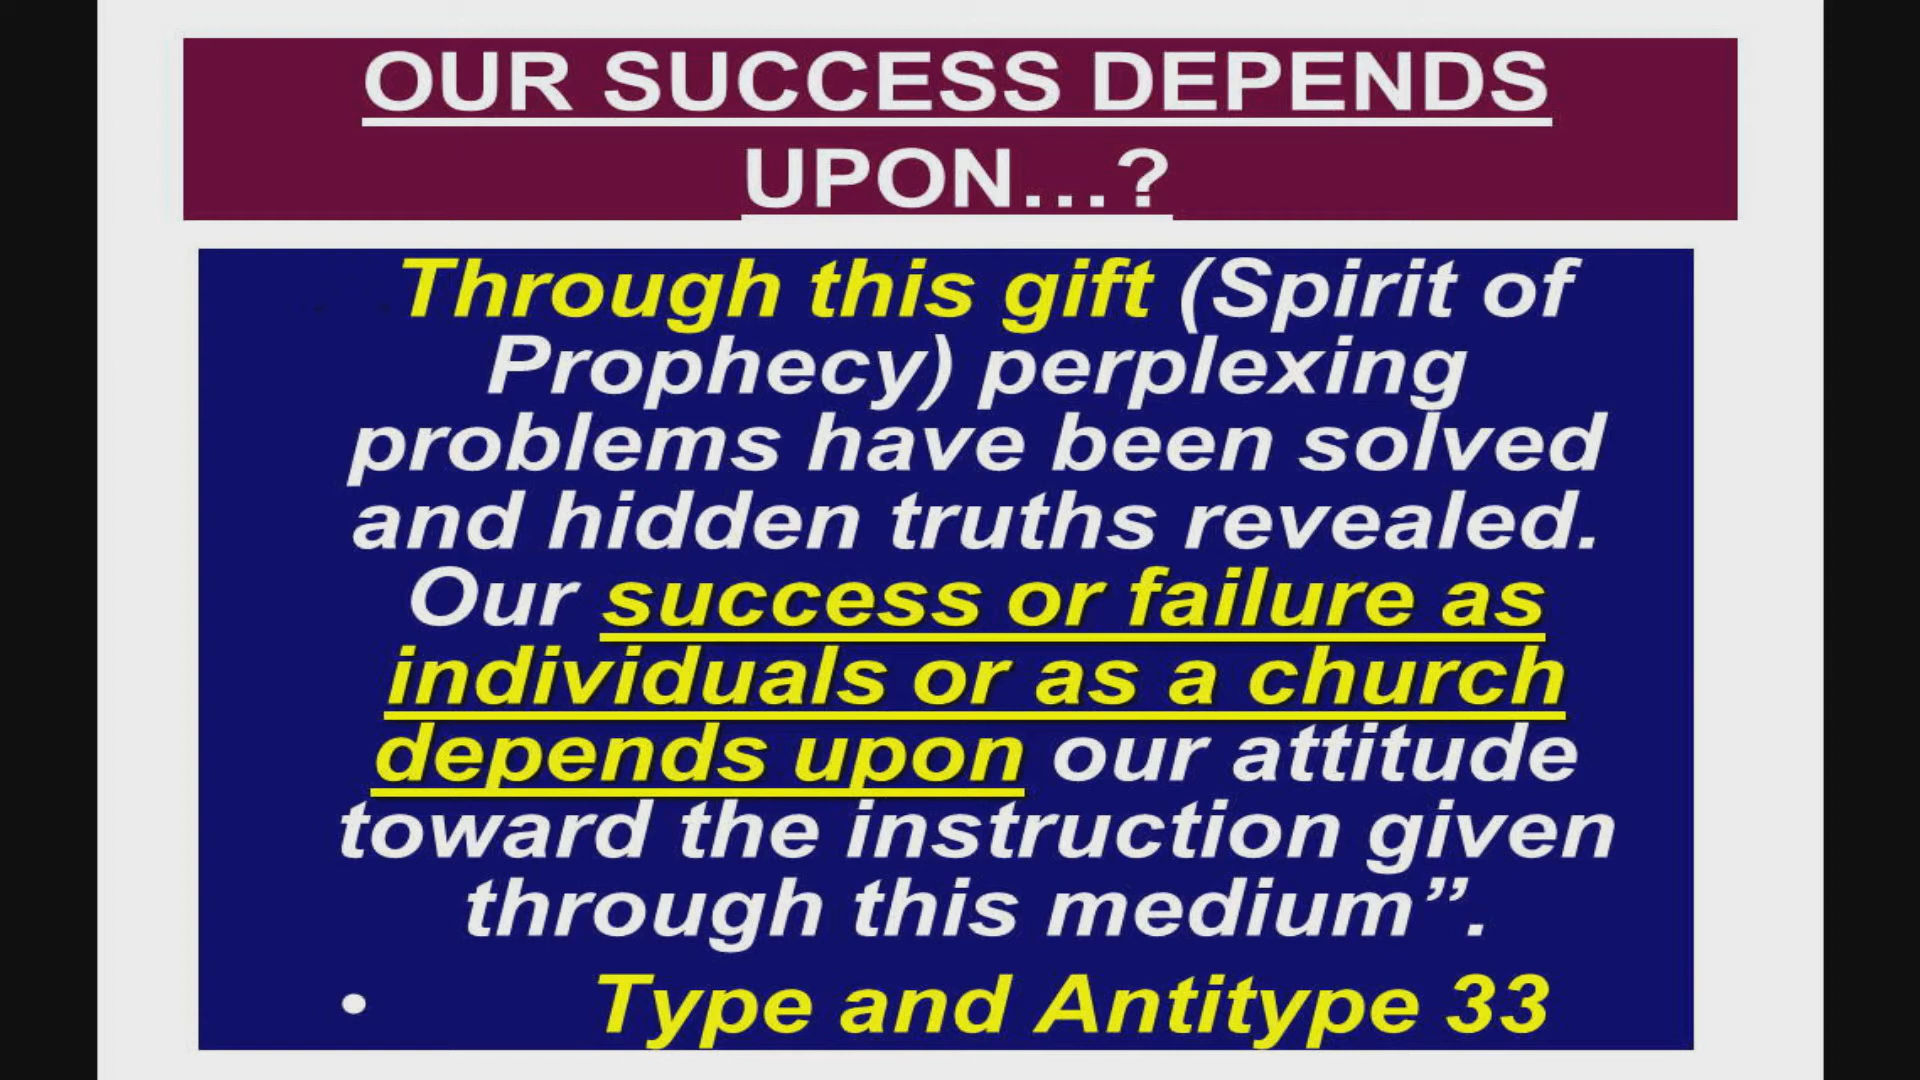 OUR SUCCESS DEPENDS
UPON...?
Through this gift (Spirit of
Prophecy) perplexing
problems have been solved
and hidden truths revealed.
Our success or failure as
individuals or as a church
depends upon our attitude
toward the instruction given
through this medium”.
• Type and Antitype 33